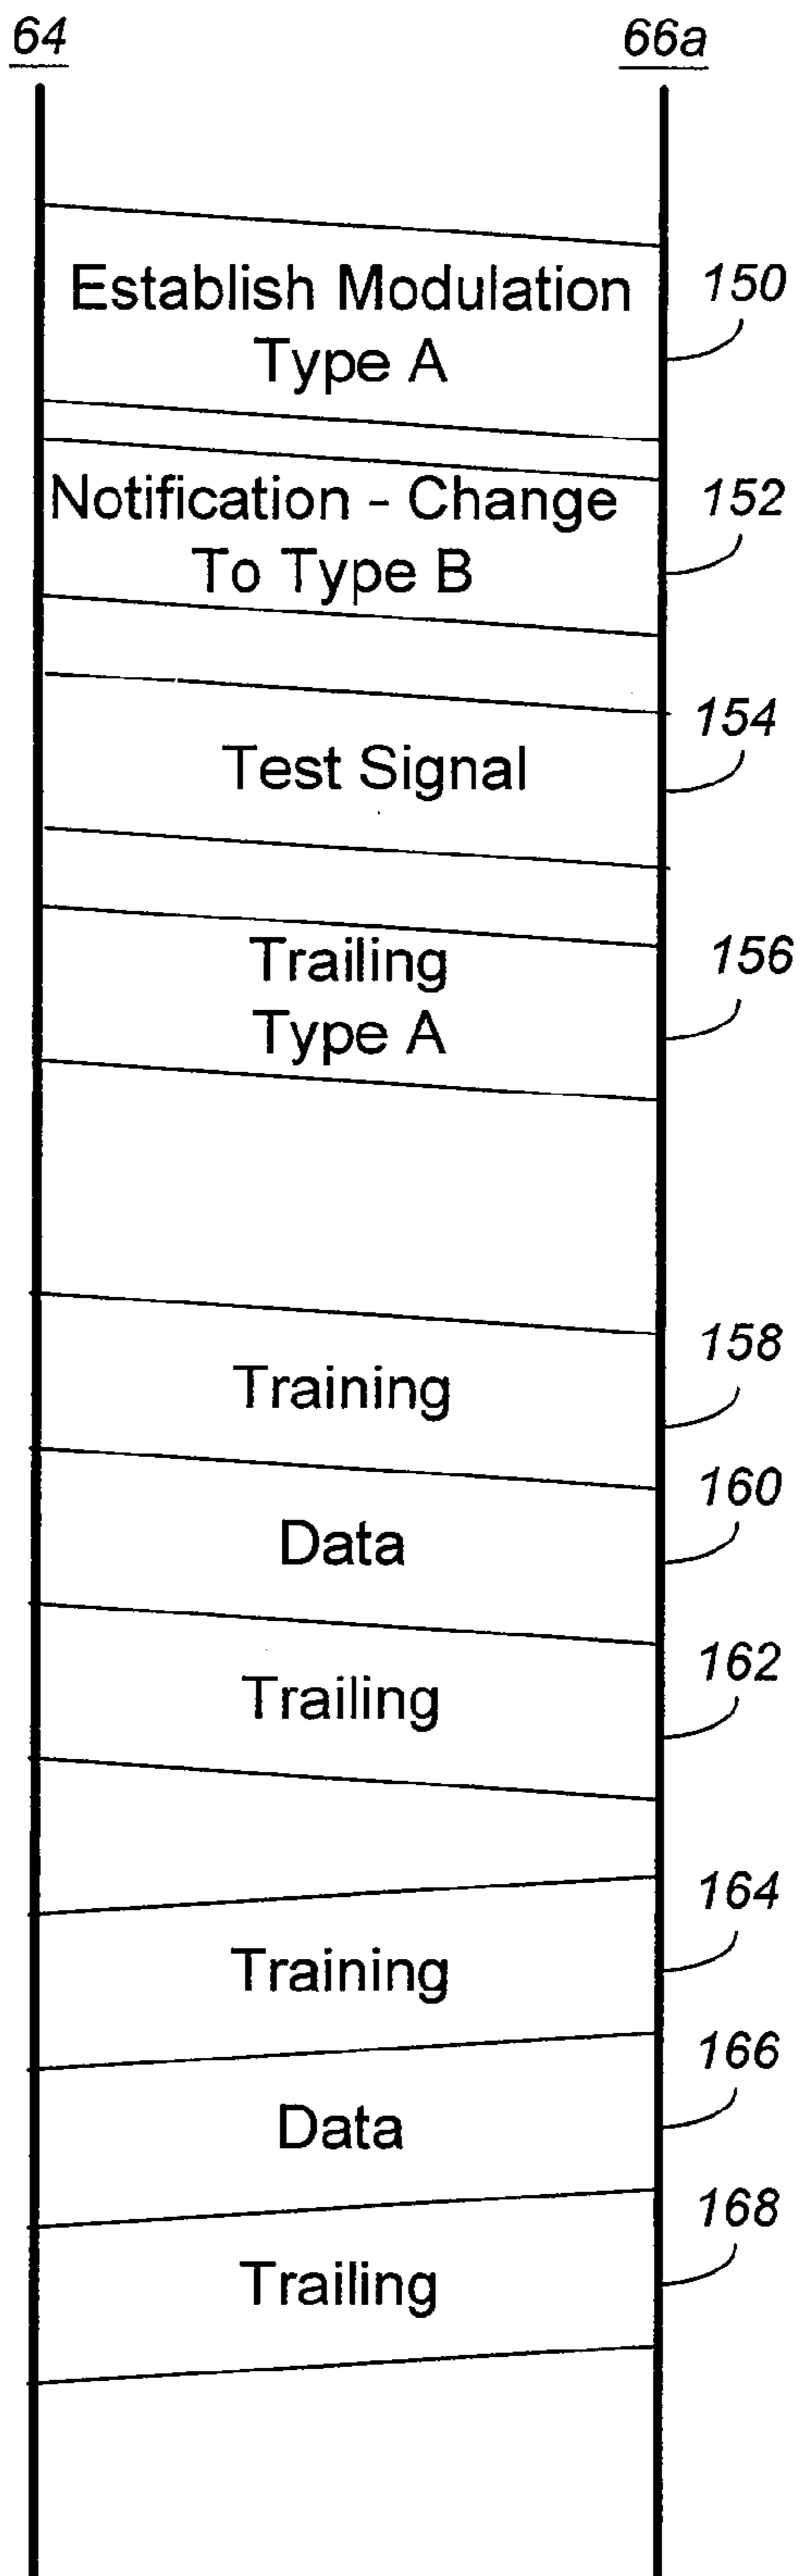 64 66a
Establish Modulation
Type A
150
Notification - Change
To Type B
152
Test Signal
154
Trailing
Type A
156
Training
158
Data
160
Trailing
162
Training
164
Data
166
Trailing
168